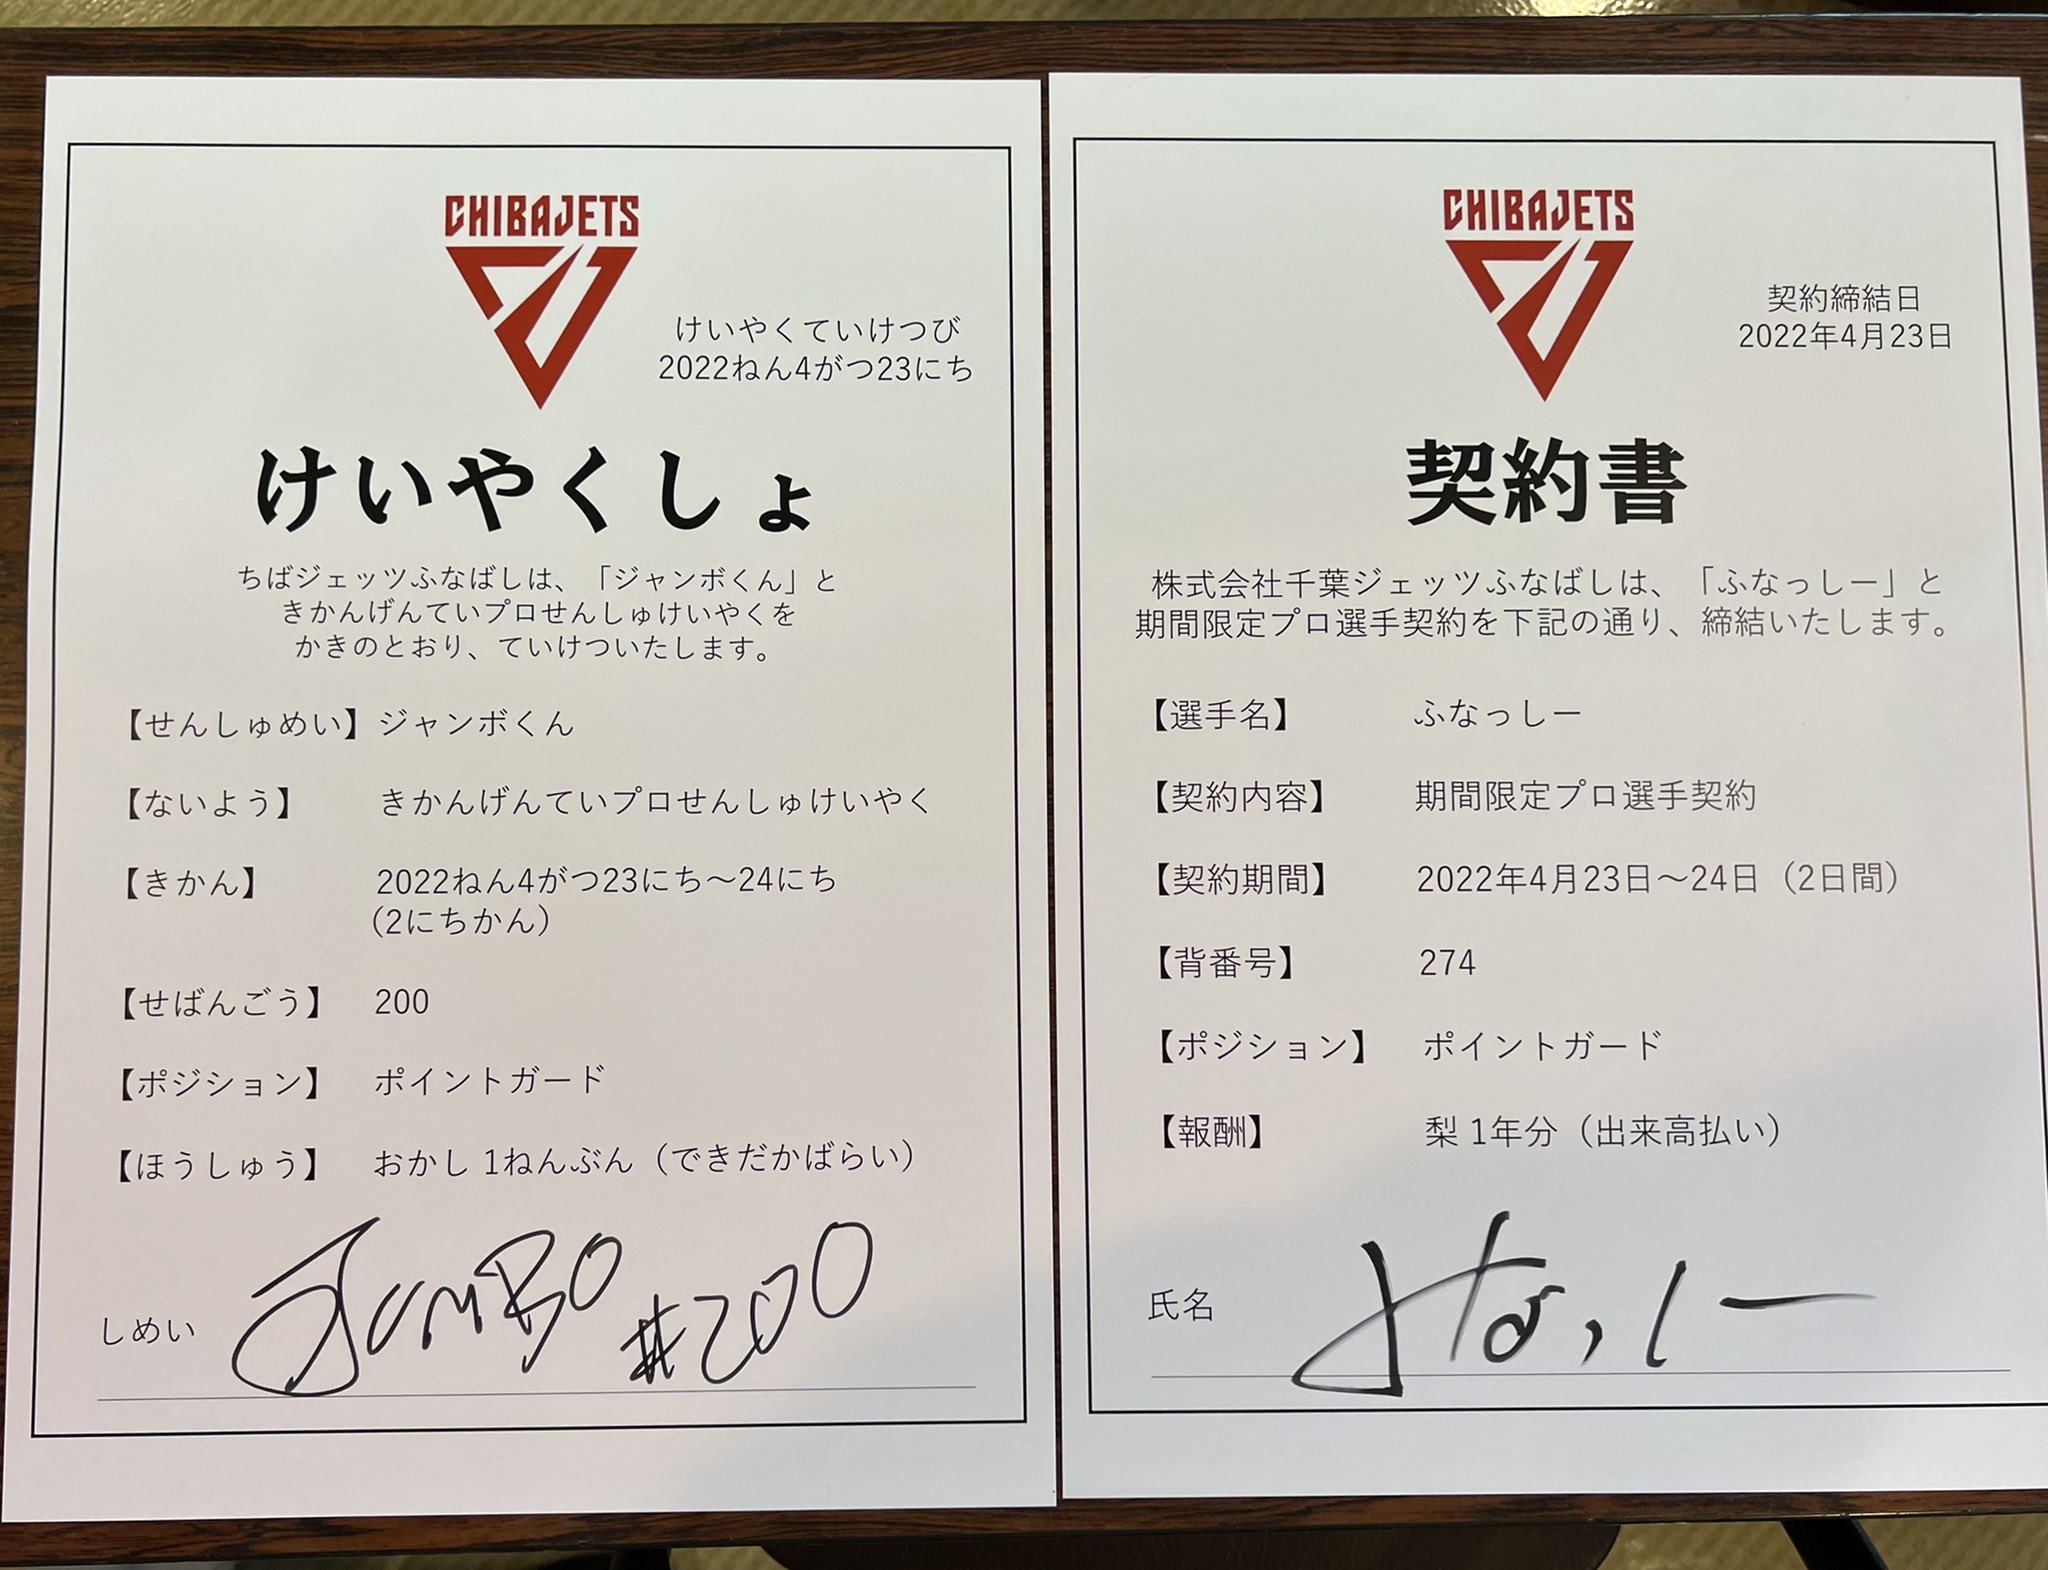 CHIBAJETS
けいやくていけつび
2022ねん4がつ23にち
けいやくしょ
ちばジェッツふなばしは、「ジャンボくん」と
きかんげんていプロせんしゅけいやくを
かきのとおり、ていけついたします。
【せんしゅめい】ジャンボくん
【ないよう】 きかんげんていプロせんしゅけいやく
【きかん】 2022ねん4がつ23にち～24にち
（2にちかん）
【せばんごう】 200
【ポジション】 ポイントガード
【ほうしゅう】 おかし 1ねんぶん（できだかばらい）
しめい JamBO #200
CHIBAJETS
契約締結日
2022年4月23日
契約書
株式会社千葉ジェッツふなばしは、「ふなっしー」と
期間限定プロ選手契約を下記の通り、締結いたします。
【選手名】 ふなっしー
【契約内容】 期間限定プロ選手契約
【契約期間】 2022年4月23日～24日（2日間）
【背番号】 274
【ポジション】 ポイントガード
【報酬】 梨 1年分（出来高払い）
氏名 ふなっしー